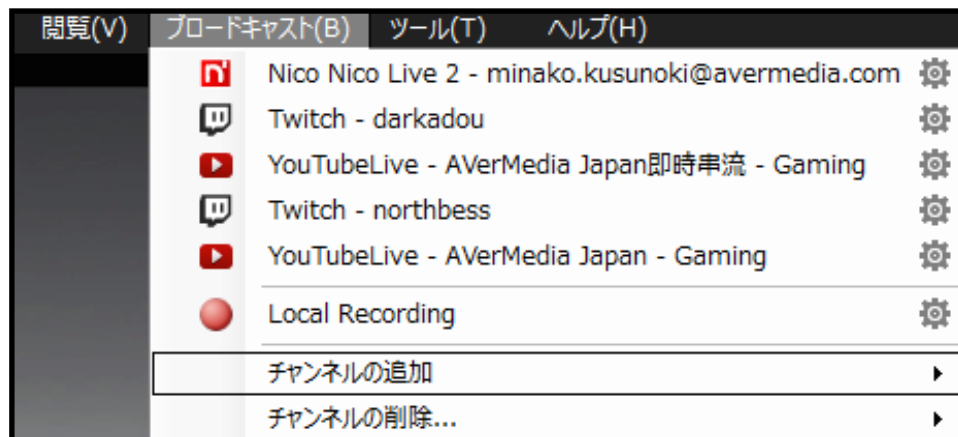 閲覧(V) ブロードキャスト(B) ツール(T) ヘルプ(H)
Nico Nico Live 2 - minako.kusunoki@avermedia.com
Twitch - darkadou
YouTubeLive - AVerMedia Japan即時串流 - Gaming
Twitch - northbess
YouTubeLive - AVerMedia Japan - Gaming
Local Recording
チャンネルの追加
チャンネルの削除...